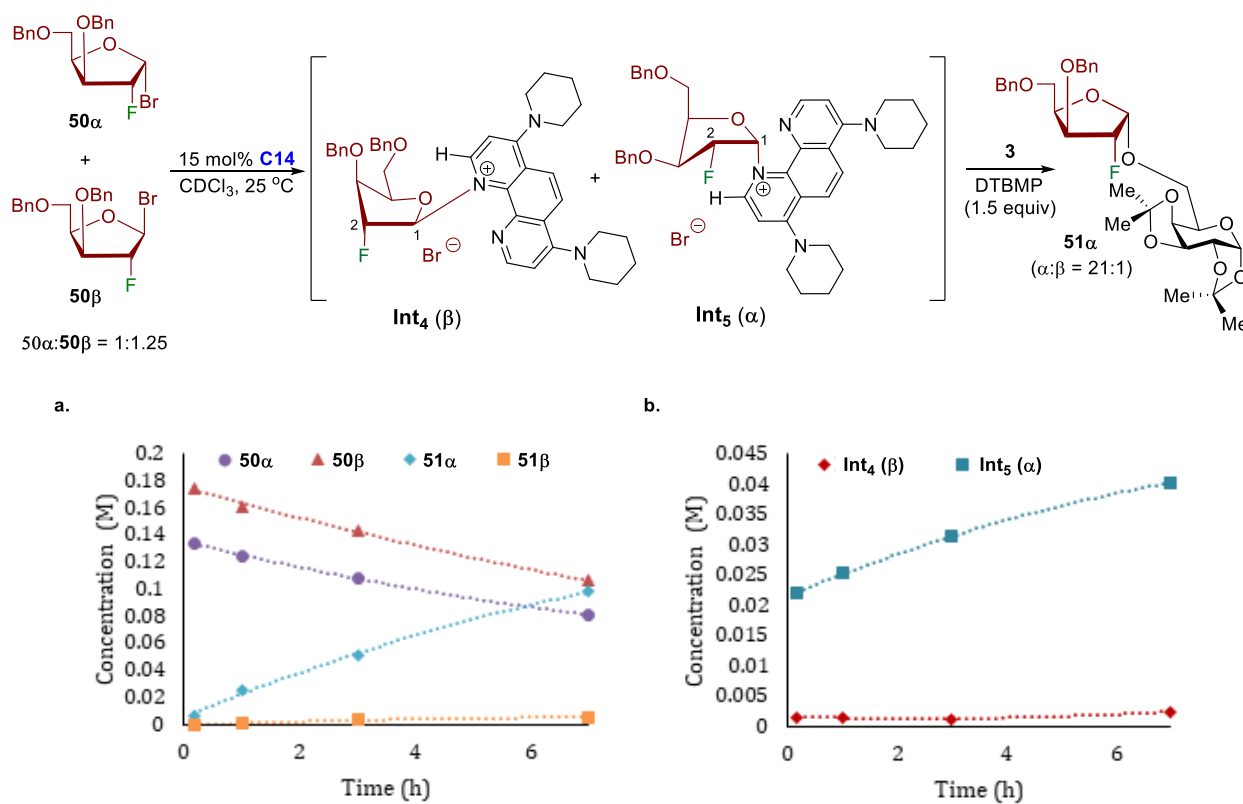 BnO
OBn
O
Br
F
50α
+
BnO
OBn
Br
O
F
50β
50α:50β = 1:1.25
15 mol% C14
CDCl3, 25 °C
BnO
OBn
O
2
1
F
H
N
N
+
N
N
Br ⊖
Int4 (β)
+
BnO
O
2
1
BnO
F
N
N
N
+
H
N
Br ⊖
Int5 (α)
3
DTBMP
(1.5 equiv)
BnO
OBn
O
F
O
Me
O
O
Me
O
51α
O
O
(α:β = 21:1)
Me
Me
a.
50α
50β
51α
51β
Concentration (M)
0.2
0.18
0.16
0.14
0.12
0.1
0.08
0.06
0.04
0.02
0
0
2
4
6
Time (h)
b.
Int4 (β)
Int5 (α)
Concentration (M)
0.045
0.04
0.035
0.03
0.025
0.02
0.015
0.01
0.005
0
0
2
4
6
Time (h)